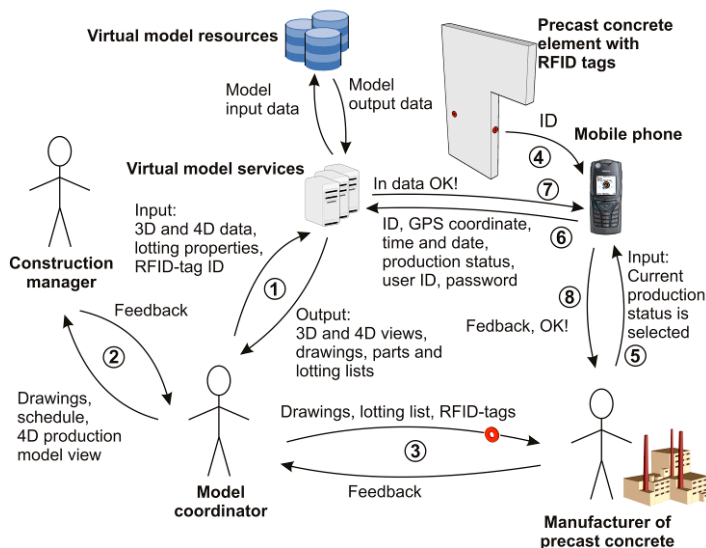 Virtual model resources
Precast concrete
element with
RFID tags
Model
input data
Model
output data
ID
4
Mobile phone
Virtual model services
In data OK!
7
Input:
3D and 4D data,
lotting properties,
RFID-tag ID
ID, GPS coordinate,
time and date,
production status,
user ID, password
6
Construction
manager
1
Input:
Current
production
status is
selected
8
Feedback
Output:
3D and 4D views,
drawings, parts and
lotting lists
Fedback, OK!
5
2
Drawings,
schedule,
4D production
model view
Drawings, lotting list, RFID-tags
3
Feedback
Model
coordinator
Manufacturer of
precast concrete